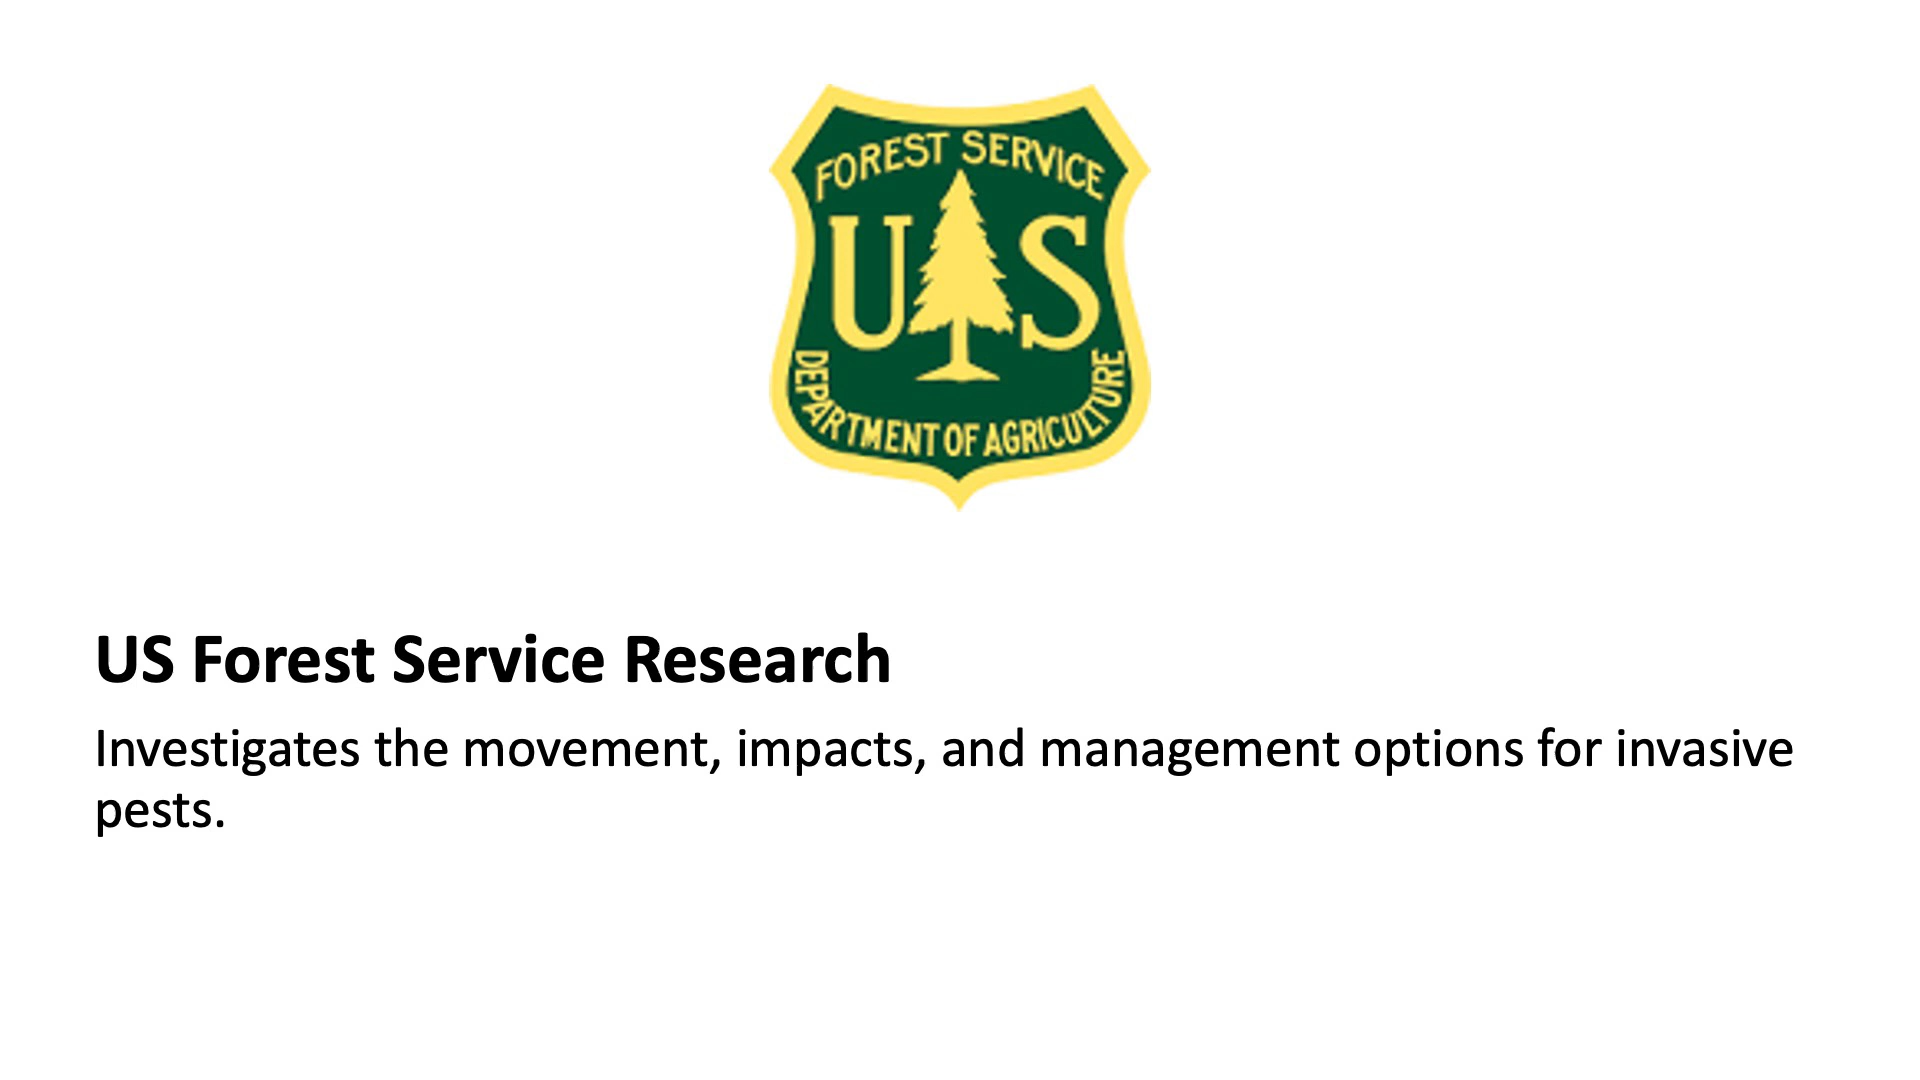 FOREST SERVICE
U S
DEPARTMENT OF AGRICULTURE
US Forest Service Research
Investigates the movement, impacts, and management options for invasive
pests.